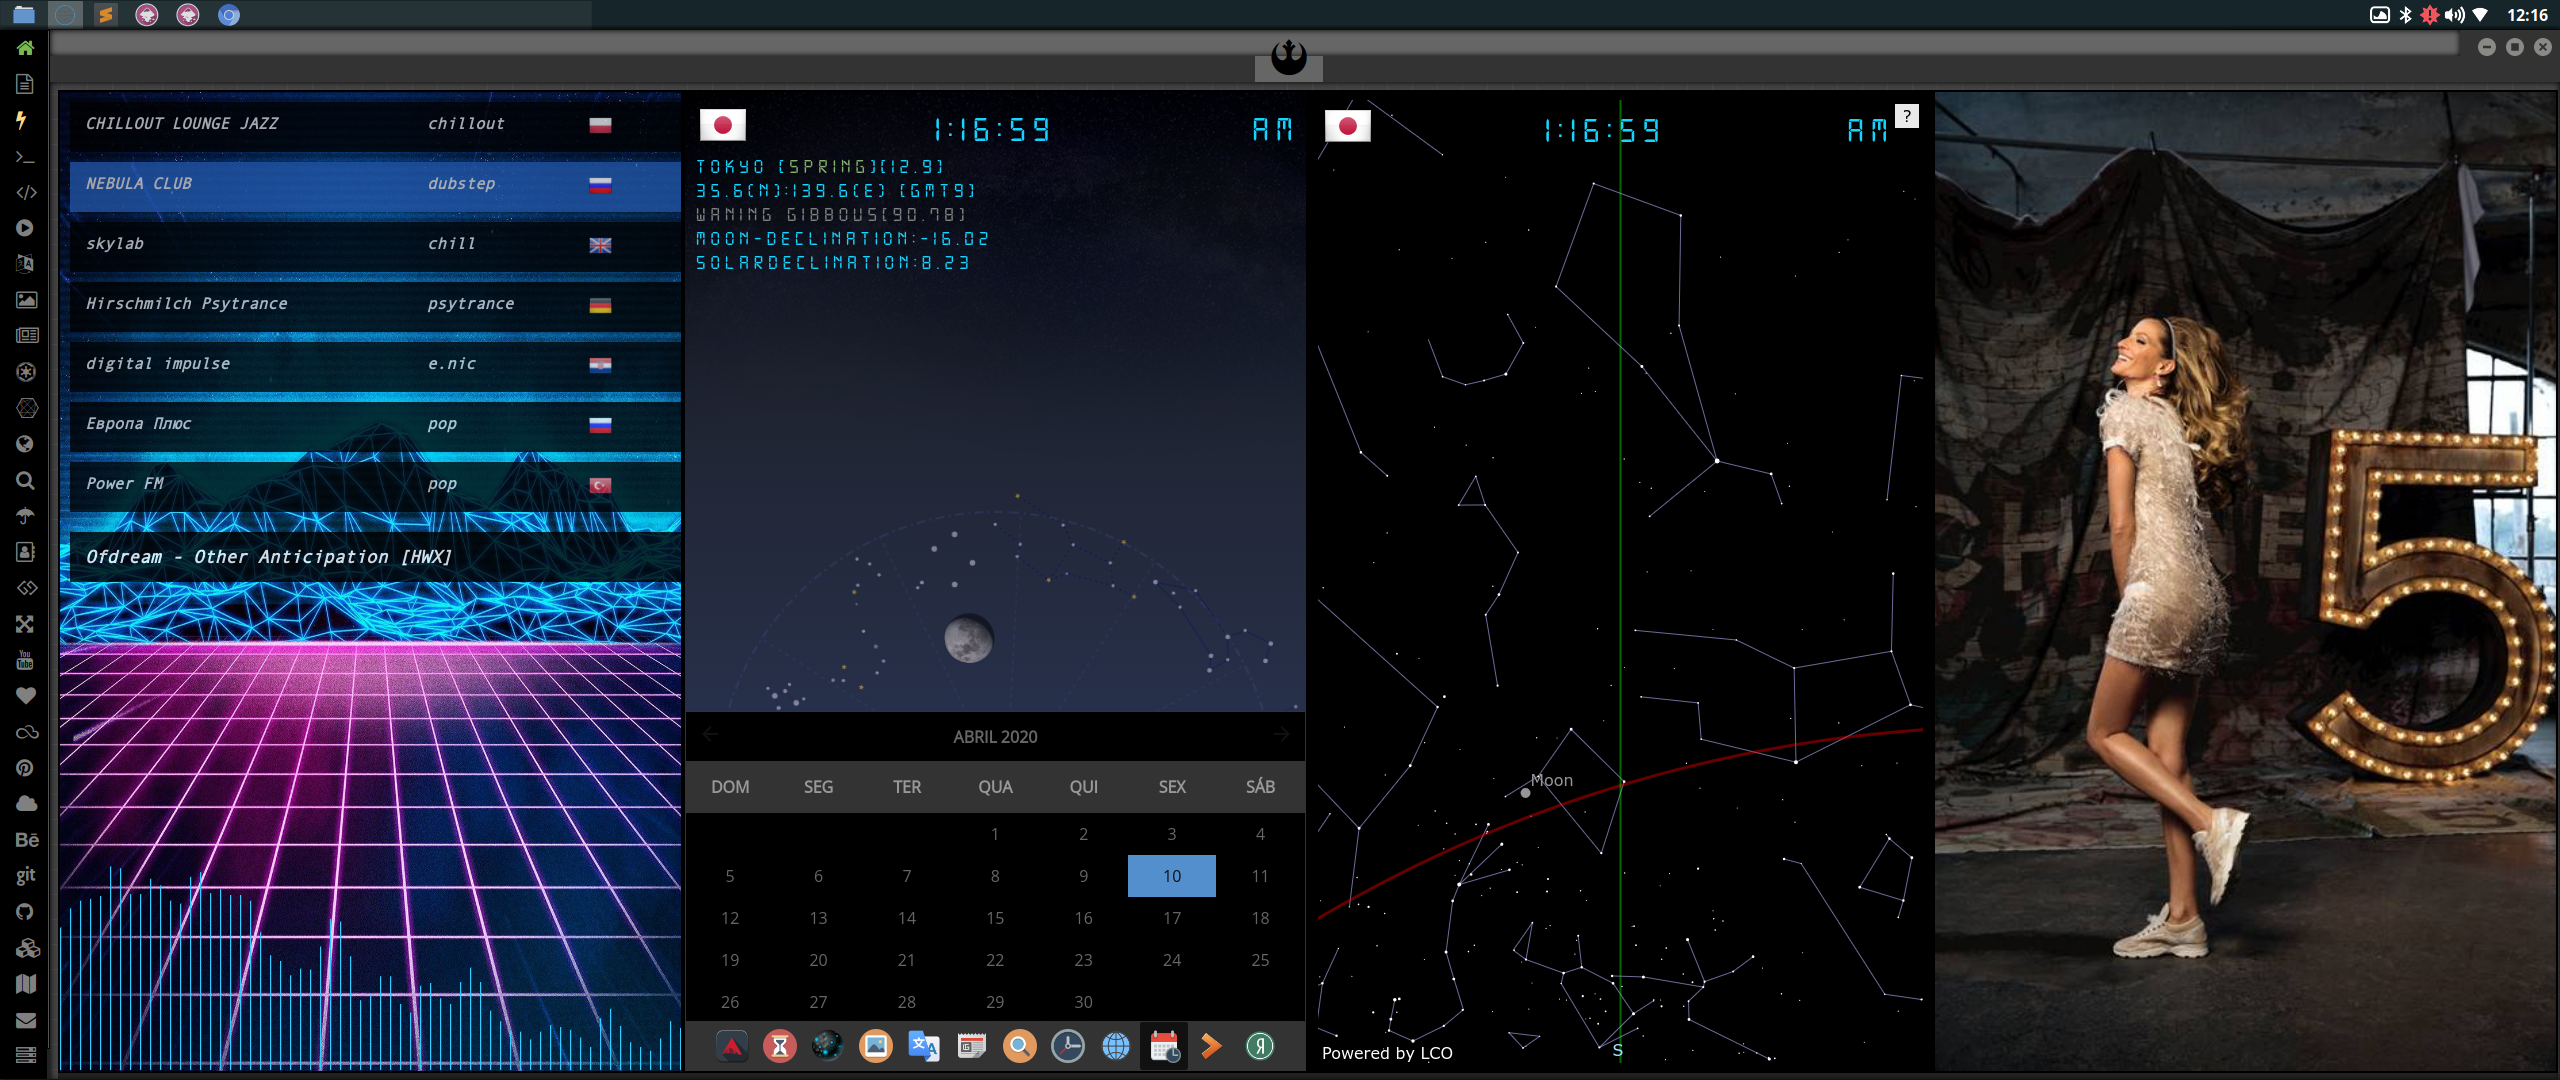 12:16
You
Tube
Bē
git
CHILLOUT LOUNGE JAZZ chillout
NEBULA CLUB dubstep
skylab chill
Hirschmilch Psytrance psytrance
digital impulse e.nic
Европа Плюс pop
Power FM pop
Ofdream - Other Anticipation [HWX]
1:16:59 AM
TOKYO [SPRING][12.9]
35.6(N):139.6(E) [GMT9]
WANING GIBBOUS[90.78]
MOON-DECLINATION:-16.02
SOLARDECLINATION:8.23
ABRIL 2020
DOM SEG TER QUA QUI SEX SÁB
1 2 3 4
5 6 7 8 9 10 11
12 13 14 15 16 17 18
19 20 21 22 23 24 25
26 27 28 29 30
1:16:59 AM ?
Moon
S
Powered by LCO
5